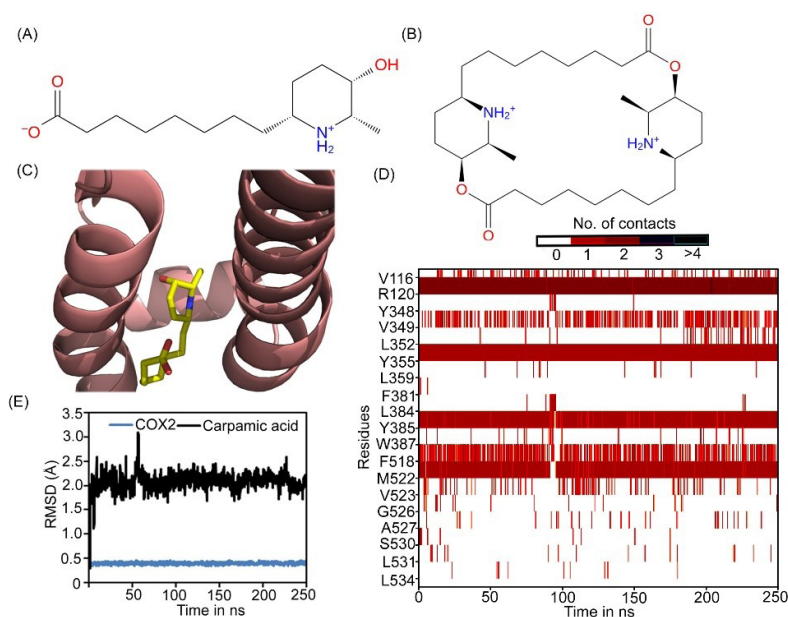 (A)
O
⁻O
OH
N⁺
H₂
(B)
O
O
NH₂⁺
H₂N⁺
O
O
(C)
(D)
No. of contacts
0 1 2 3 >4
V116
R120
Y348
V349
L352
Y355
L359
F381
L384
Y385
W387
F518
M522
V523
G526
A527
S530
L531
L534
Residues
0 50 100 150 200 250
Time in ns
(E)
COX2 Carpamic acid
3.5
3.0
2.5
2.0
1.5
1.0
0.5
0
RMSD (Å)
0 50 100 150 200 250
Time in ns